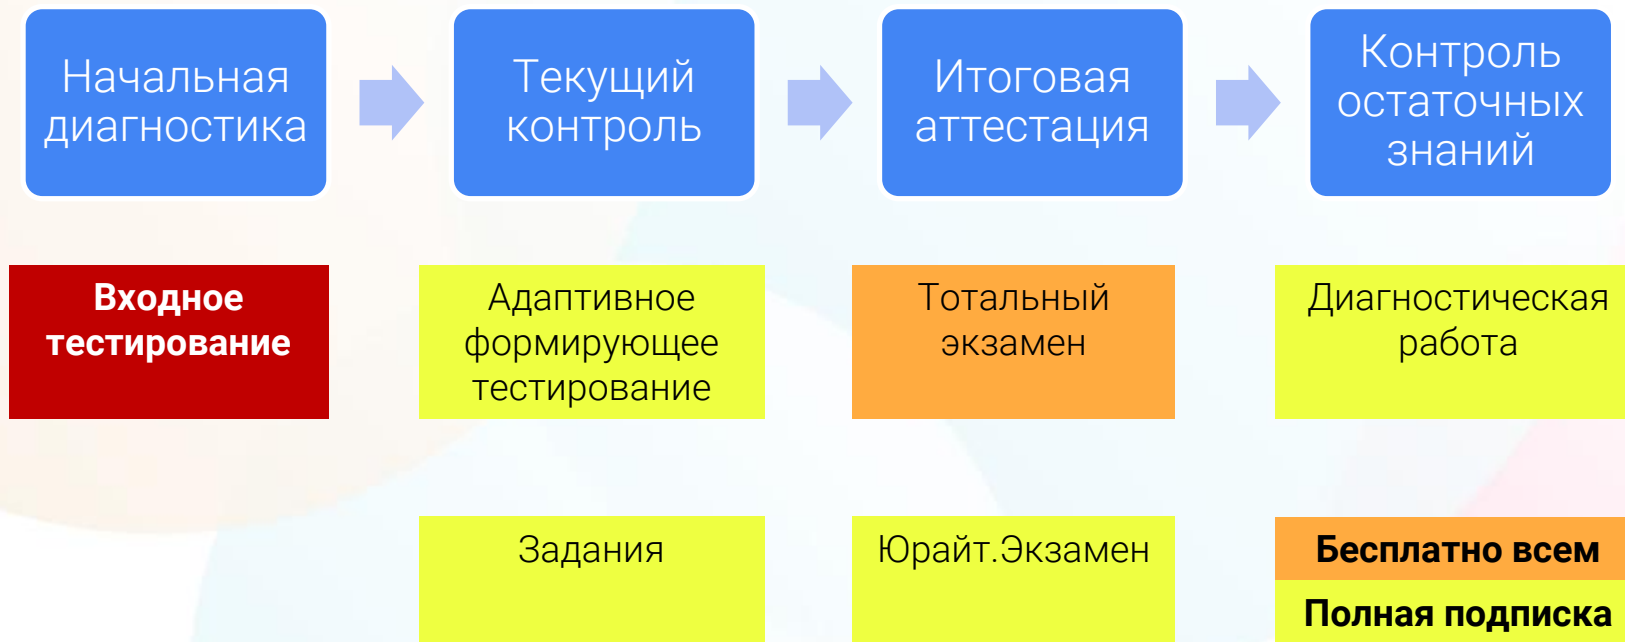 Начальная
диагностика
Текущий
контроль
Итоговая
аттестация
Контроль
остаточных
знаний
Входное
тестирование
Адаптивное
формирующее
тестирование
Тотальный
экзамен
Диагностическая
работа
Задания
Юрайт.Экзамен
Бесплатно всем
Полная подписка